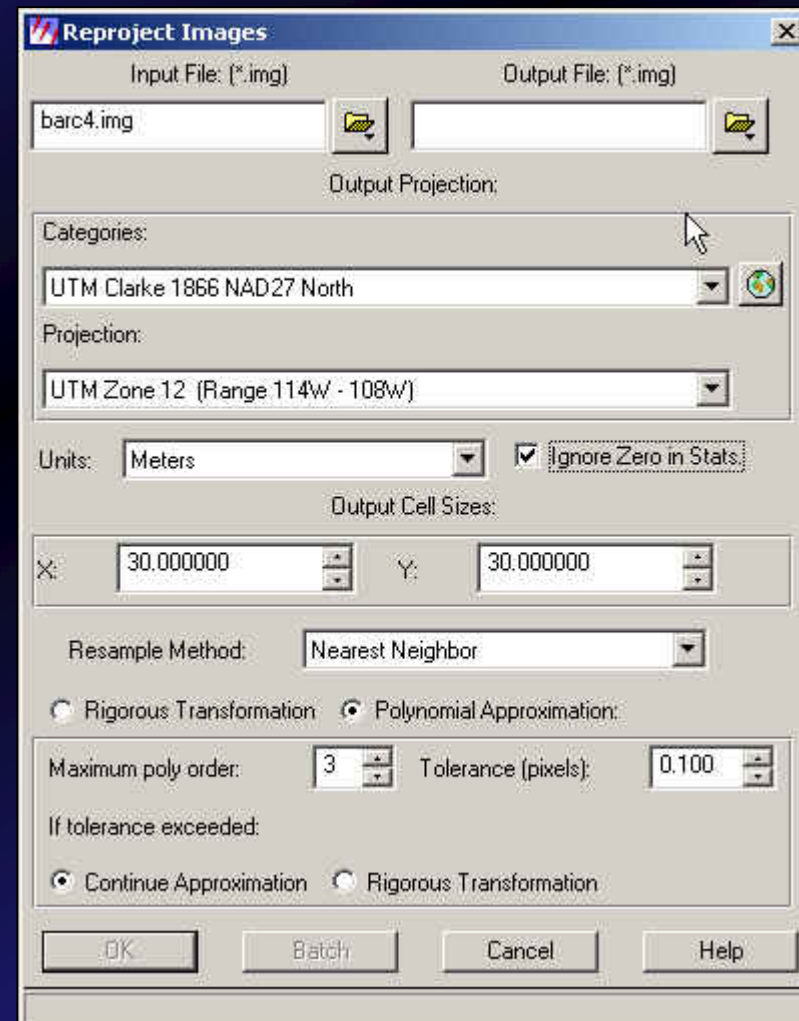 Reproject Images
Input File: (*.img) Output File: (*.img)
barc4.img
Output Projection:
Categories:
UTM Clarke 1866 NAD27 North
Projection:
UTM Zone 12 (Range 114W - 108W)
Units: Meters Ignore Zero in Stats.
Output Cell Sizes:
X: 30.000000 Y: 30.000000
Resample Method: Nearest Neighbor
Rigorous Transformation Polynomial Approximation:
Maximum poly order: 3 Tolerance (pixels): 0.100
If tolerance exceeded:
Continue Approximation Rigorous Transformation
OK Batch Cancel Help